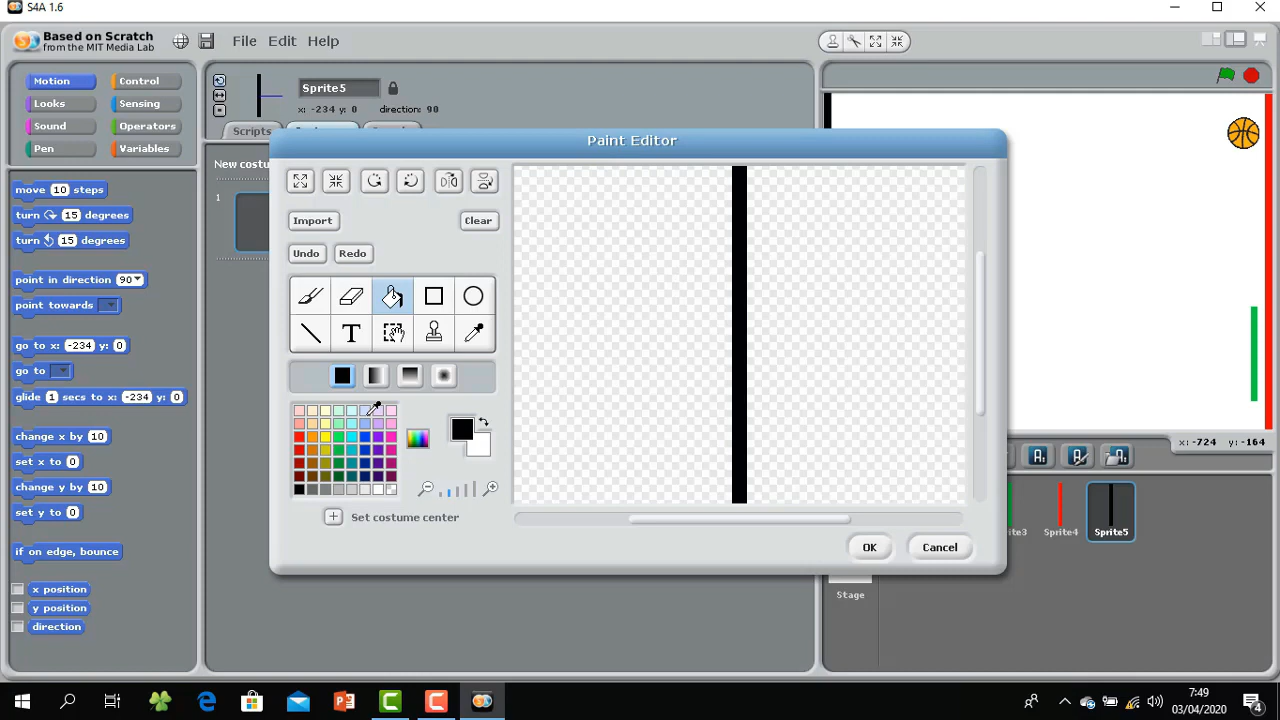 S4A 1.6
Based on Scratch
from the MIT Media Lab
File Edit Help
Motion Control
Looks Sensing
Sound Operators
Pen Variables
move 10 steps
turn 15 degrees
turn 15 degrees
point in direction 90
point towards
go to x: -234 y: 0
go to
glide 1 secs to x: -234 y: 0
change x by 10
set x to 0
change y by 10
set y to 0
if on edge, bounce
x position
y position
direction
Sprite5
x: -234 y: 0 direction: 90
Scripts
New costu
1
Paint Editor
Import Clear
Undo Redo
T
Set costume center
OK Cancel
x: -724 y: -164
ite3 Sprite4 Sprite5
Stage
7:49
03/04/2020
4